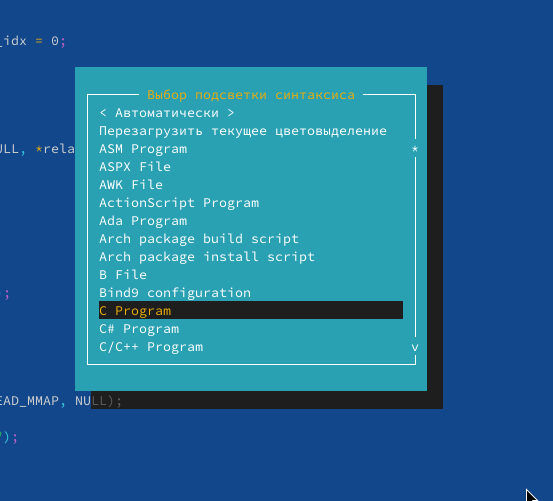 _idx = 0;
Выбор подсветки синтаксиса
< Автоматически >
Перезагрузить текущее цветовыделение
ULL, *rela
ASM Program *
ASPX File
AWK File
ActionScript Program
Ada Program
Arch package build script
Arch package install script
B File
);
Bind9 configuration
C Program
C# Program
C/C++ Program v
EAD_MMAP, NULL);
");